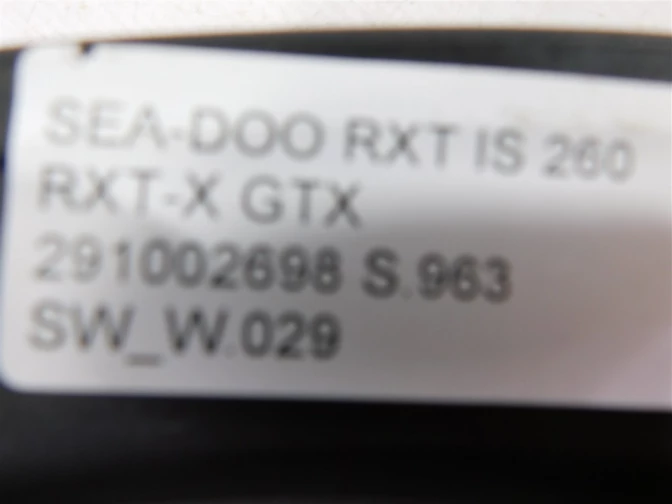 SEA-DOO RXT IS 260
RXT-X GTX
291002698 S.963
SW_W.029